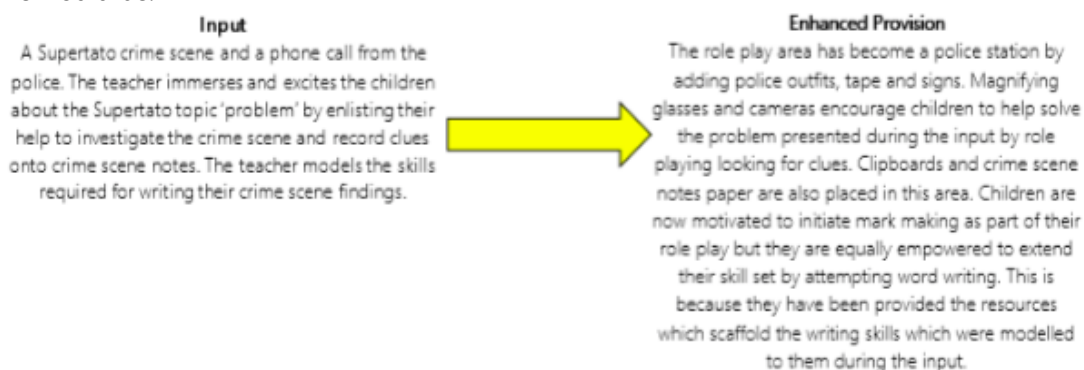 Input
A Supertato crime scene and a phone call from the
police. The teacher immerses and excites the children
about the Supertato topic 'problem' by enlisting their
help to investigate the crime scene and record clues
onto crime scene notes. The teacher models the skills
required for writing their crime scene findings.
Enhanced Provision
The role play area has become a police station by
adding police outfits, tape and signs. Magnifying
glasses and cameras encourage children to help solve
the problem presented during the input by role
playing looking for clues. Clipboards and crime scene
notes paper are also placed in this area. Children are
now motivated to initiate mark making as part of their
role play but they are equally empowered to extend
their skill set by attempting word writing. This is
because they have been provided the resources
which scaffold the writing skills which were modelled
to them during the input.